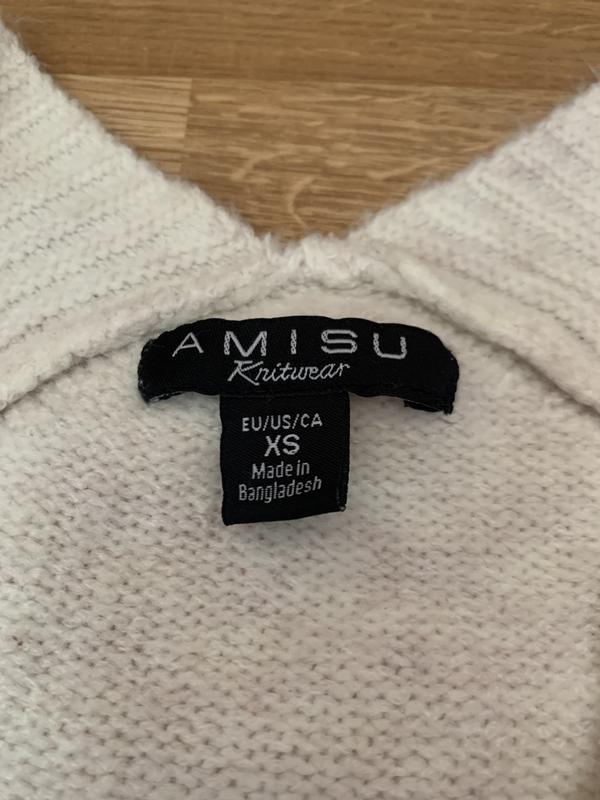 AMISU
Knitwear
EU/US/CA
XS
Made in
Bangladesh